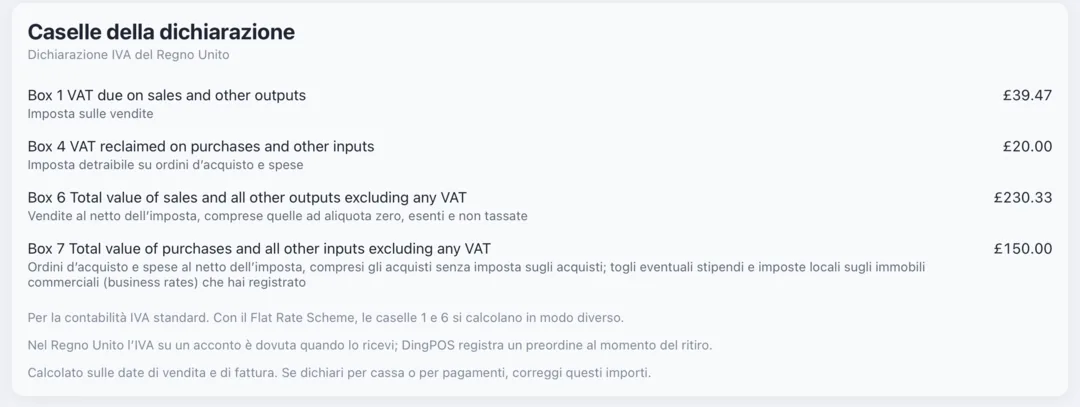 Caselle della dichiarazione
Dichiarazione IVA del Regno Unito
Box 1 VAT due on sales and other outputs £39.47
Imposta sulle vendite
Box 4 VAT reclaimed on purchases and other inputs £20.00
Imposta detraibile su ordini d’acquisto e spese
Box 6 Total value of sales and all other outputs excluding any VAT £230.33
Vendite al netto dell’imposta, comprese quelle ad aliquota zero, esenti e non tassate
Box 7 Total value of purchases and all other inputs excluding any VAT £150.00
Ordini d’acquisto e spese al netto dell’imposta, compresi gli acquisti senza imposta sugli acquisti; togli eventuali stipendi e imposte locali sugli immobili
commerciali (business rates) che hai registrato
Per la contabilità IVA standard. Con il Flat Rate Scheme, le caselle 1 e 6 si calcolano in modo diverso.
Nel Regno Unito l’IVA su un acconto è dovuta quando lo ricevi; DingPOS registra un preordine al momento del ritiro.
Calcolato sulle date di vendita e di fattura. Se dichiari per cassa o per pagamenti, correggi questi importi.